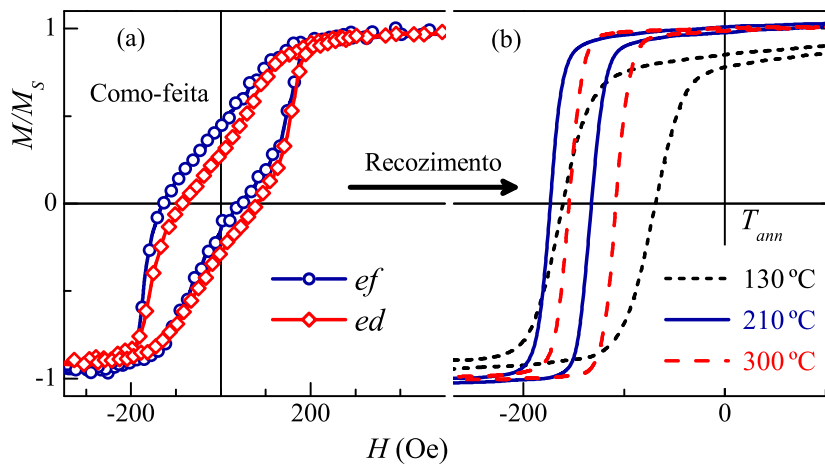 (a)
(b)
M/M_S
1
0
-1
Como-feita
Recozimento
ef
ed
T_ann
130 ºC
210 ºC
300 ºC
-200
200
-200
0
H (Oe)